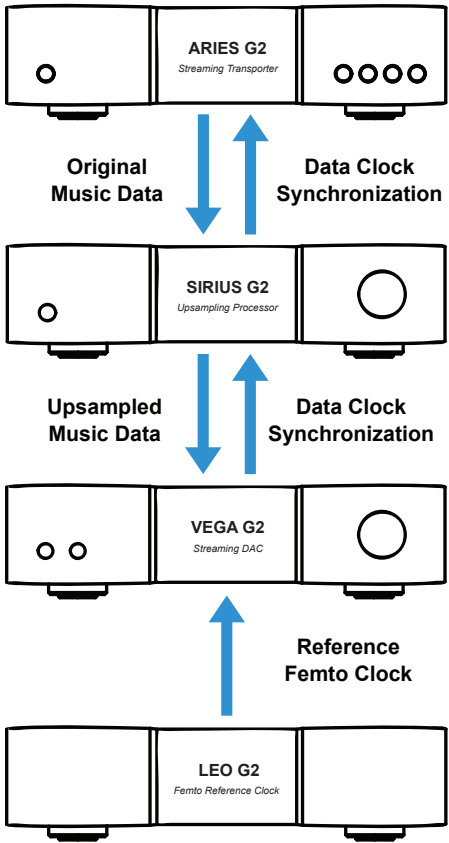 ARIES G2
Streaming Transporter
Original
Music Data
Data Clock
Synchronization
SIRIUS G2
Upsampling Processor
Upsampled
Music Data
Data Clock
Synchronization
VEGA G2
Streaming DAC
Reference
Femto Clock
LEO G2
Femto Reference Clock